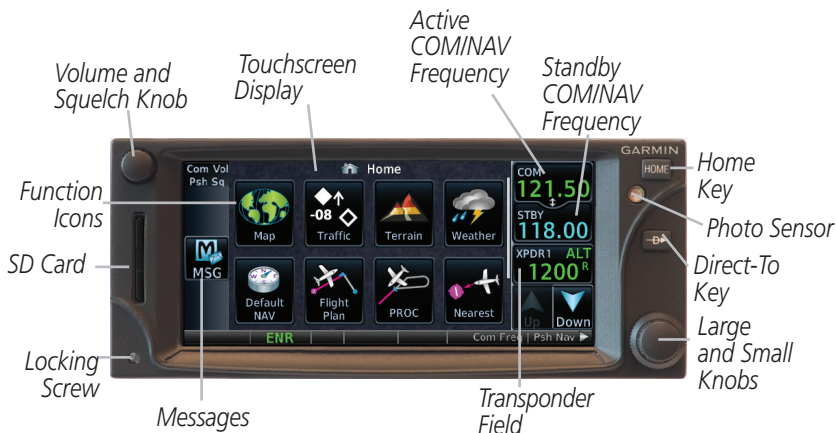 Active
COM/NAV
Frequency
Standby
COM/NAV
Frequency
Volume and
Squelch Knob
Touchscreen
Display
Function
Icons
SD Card
Locking
Screw
Messages
Transponder
Field
Home
Key
Photo Sensor
Direct-To
Key
Large
and Small
Knobs
GARMIN
HOME
D
Com Vol
Psh Sq
Home
COM
121.50
STBY
118.00
XPDR1 ALT
1200 R
Map
-08
Traffic
Terrain
Weather
MSG
Default
NAV
Flight
Plan
PROC
Nearest
Up
Down
ENR
Com Freq | Psh Nav